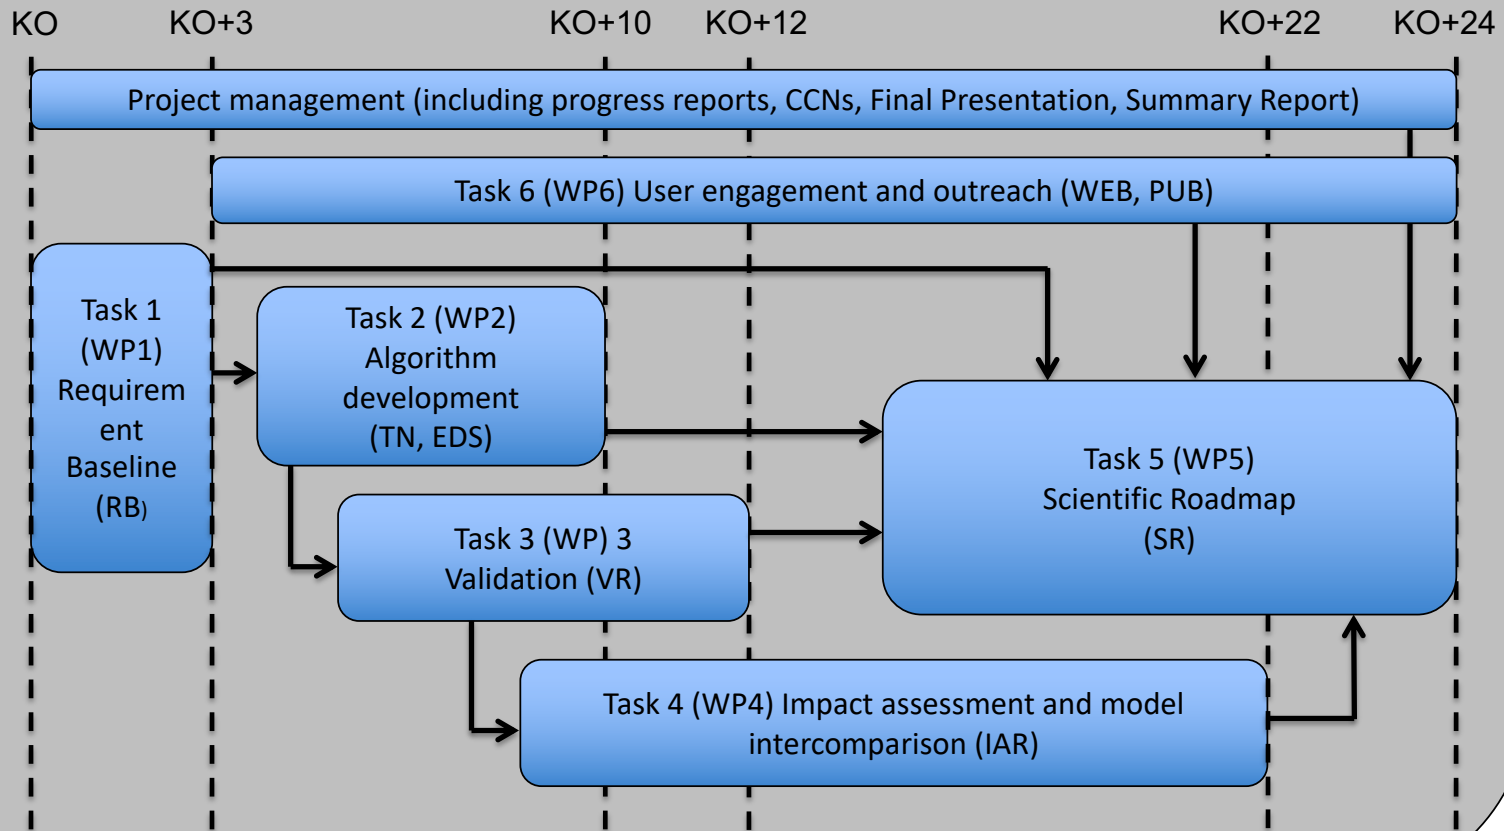 KO KO+3 KO+10 KO+12 KO+22 KO+24
Project management (including progress reports, CCNs, Final Presentation, Summary Report)
Task 6 (WP6) User engagement and outreach (WEB, PUB)
Task 1
(WP1)
Requirem
ent
Baseline
(RB)
Task 2 (WP2)
Algorithm
development
(TN, EDS)
Task 3 (WP) 3
Validation (VR)
Task 5 (WP5)
Scientific Roadmap
(SR)
Task 4 (WP4) Impact assessment and model
intercomparison (IAR)